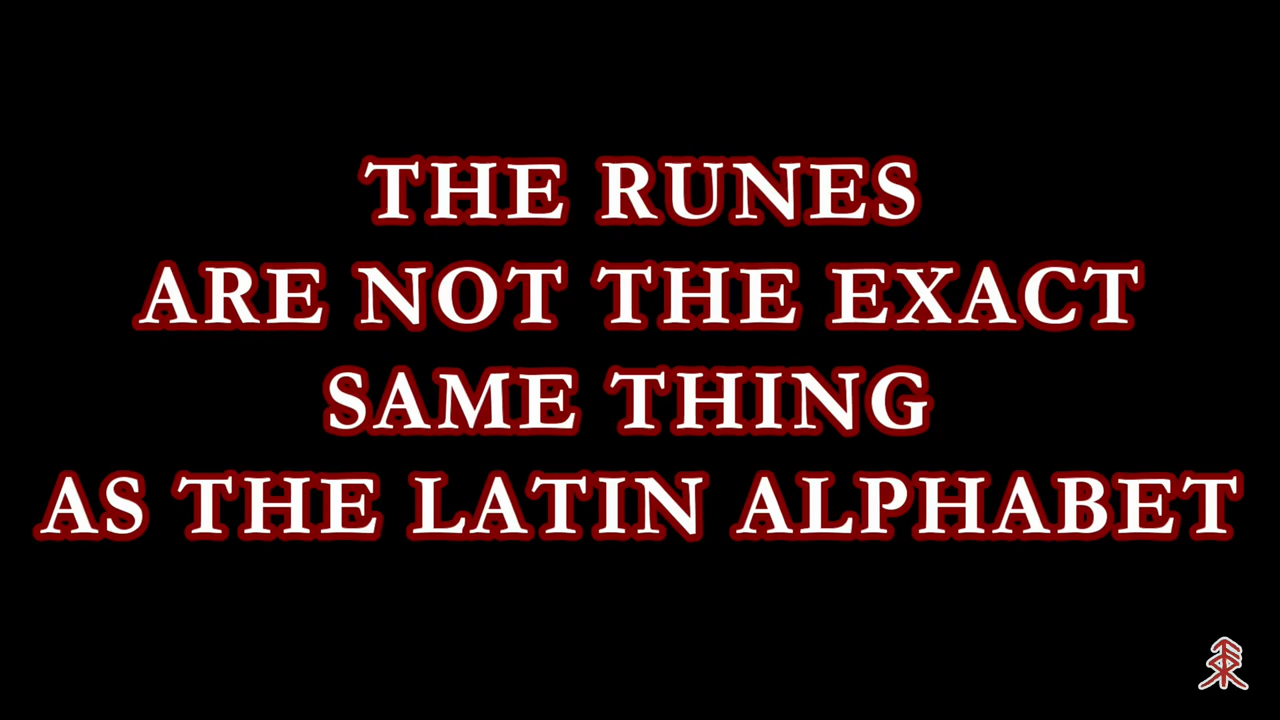 THE RUNES
ARE NOT THE EXACT
SAME THING
AS THE LATIN ALPHABET